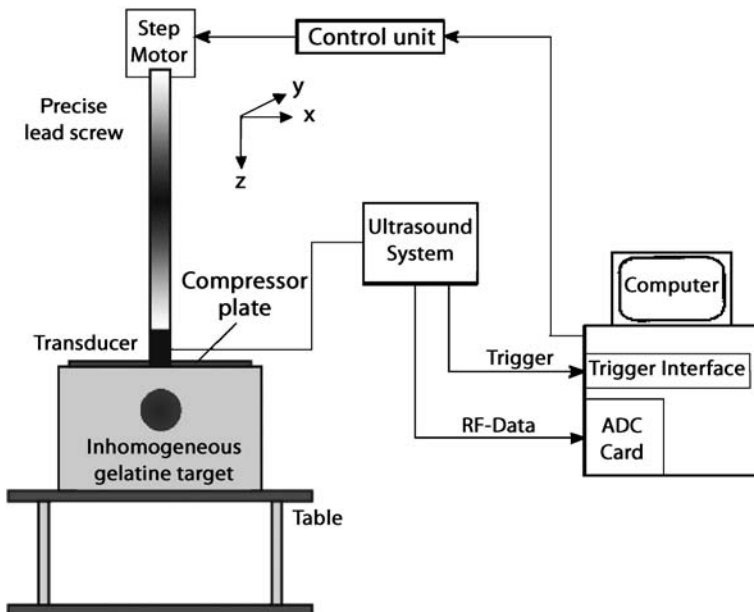 Step
Motor
Control unit
Precise
lead screw
y
x
z
Ultrasound
System
Compressor
plate
Computer
Transducer
Trigger
Trigger Interface
RF-Data
ADC
Card
Inhomogeneous
gelatine target
Table